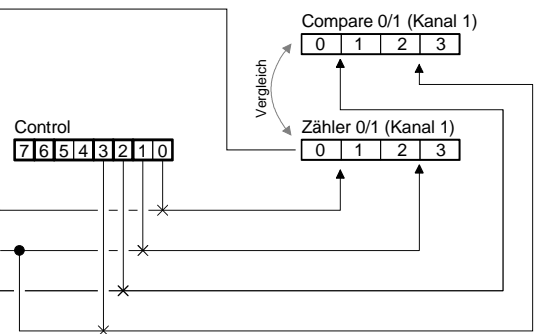 Compare 0/1 (Kanal 1)
0 1 2 3
Vergleich
Control
7 6 5 4 3 2 1 0
Zähler 0/1 (Kanal 1)
0 1 2 3